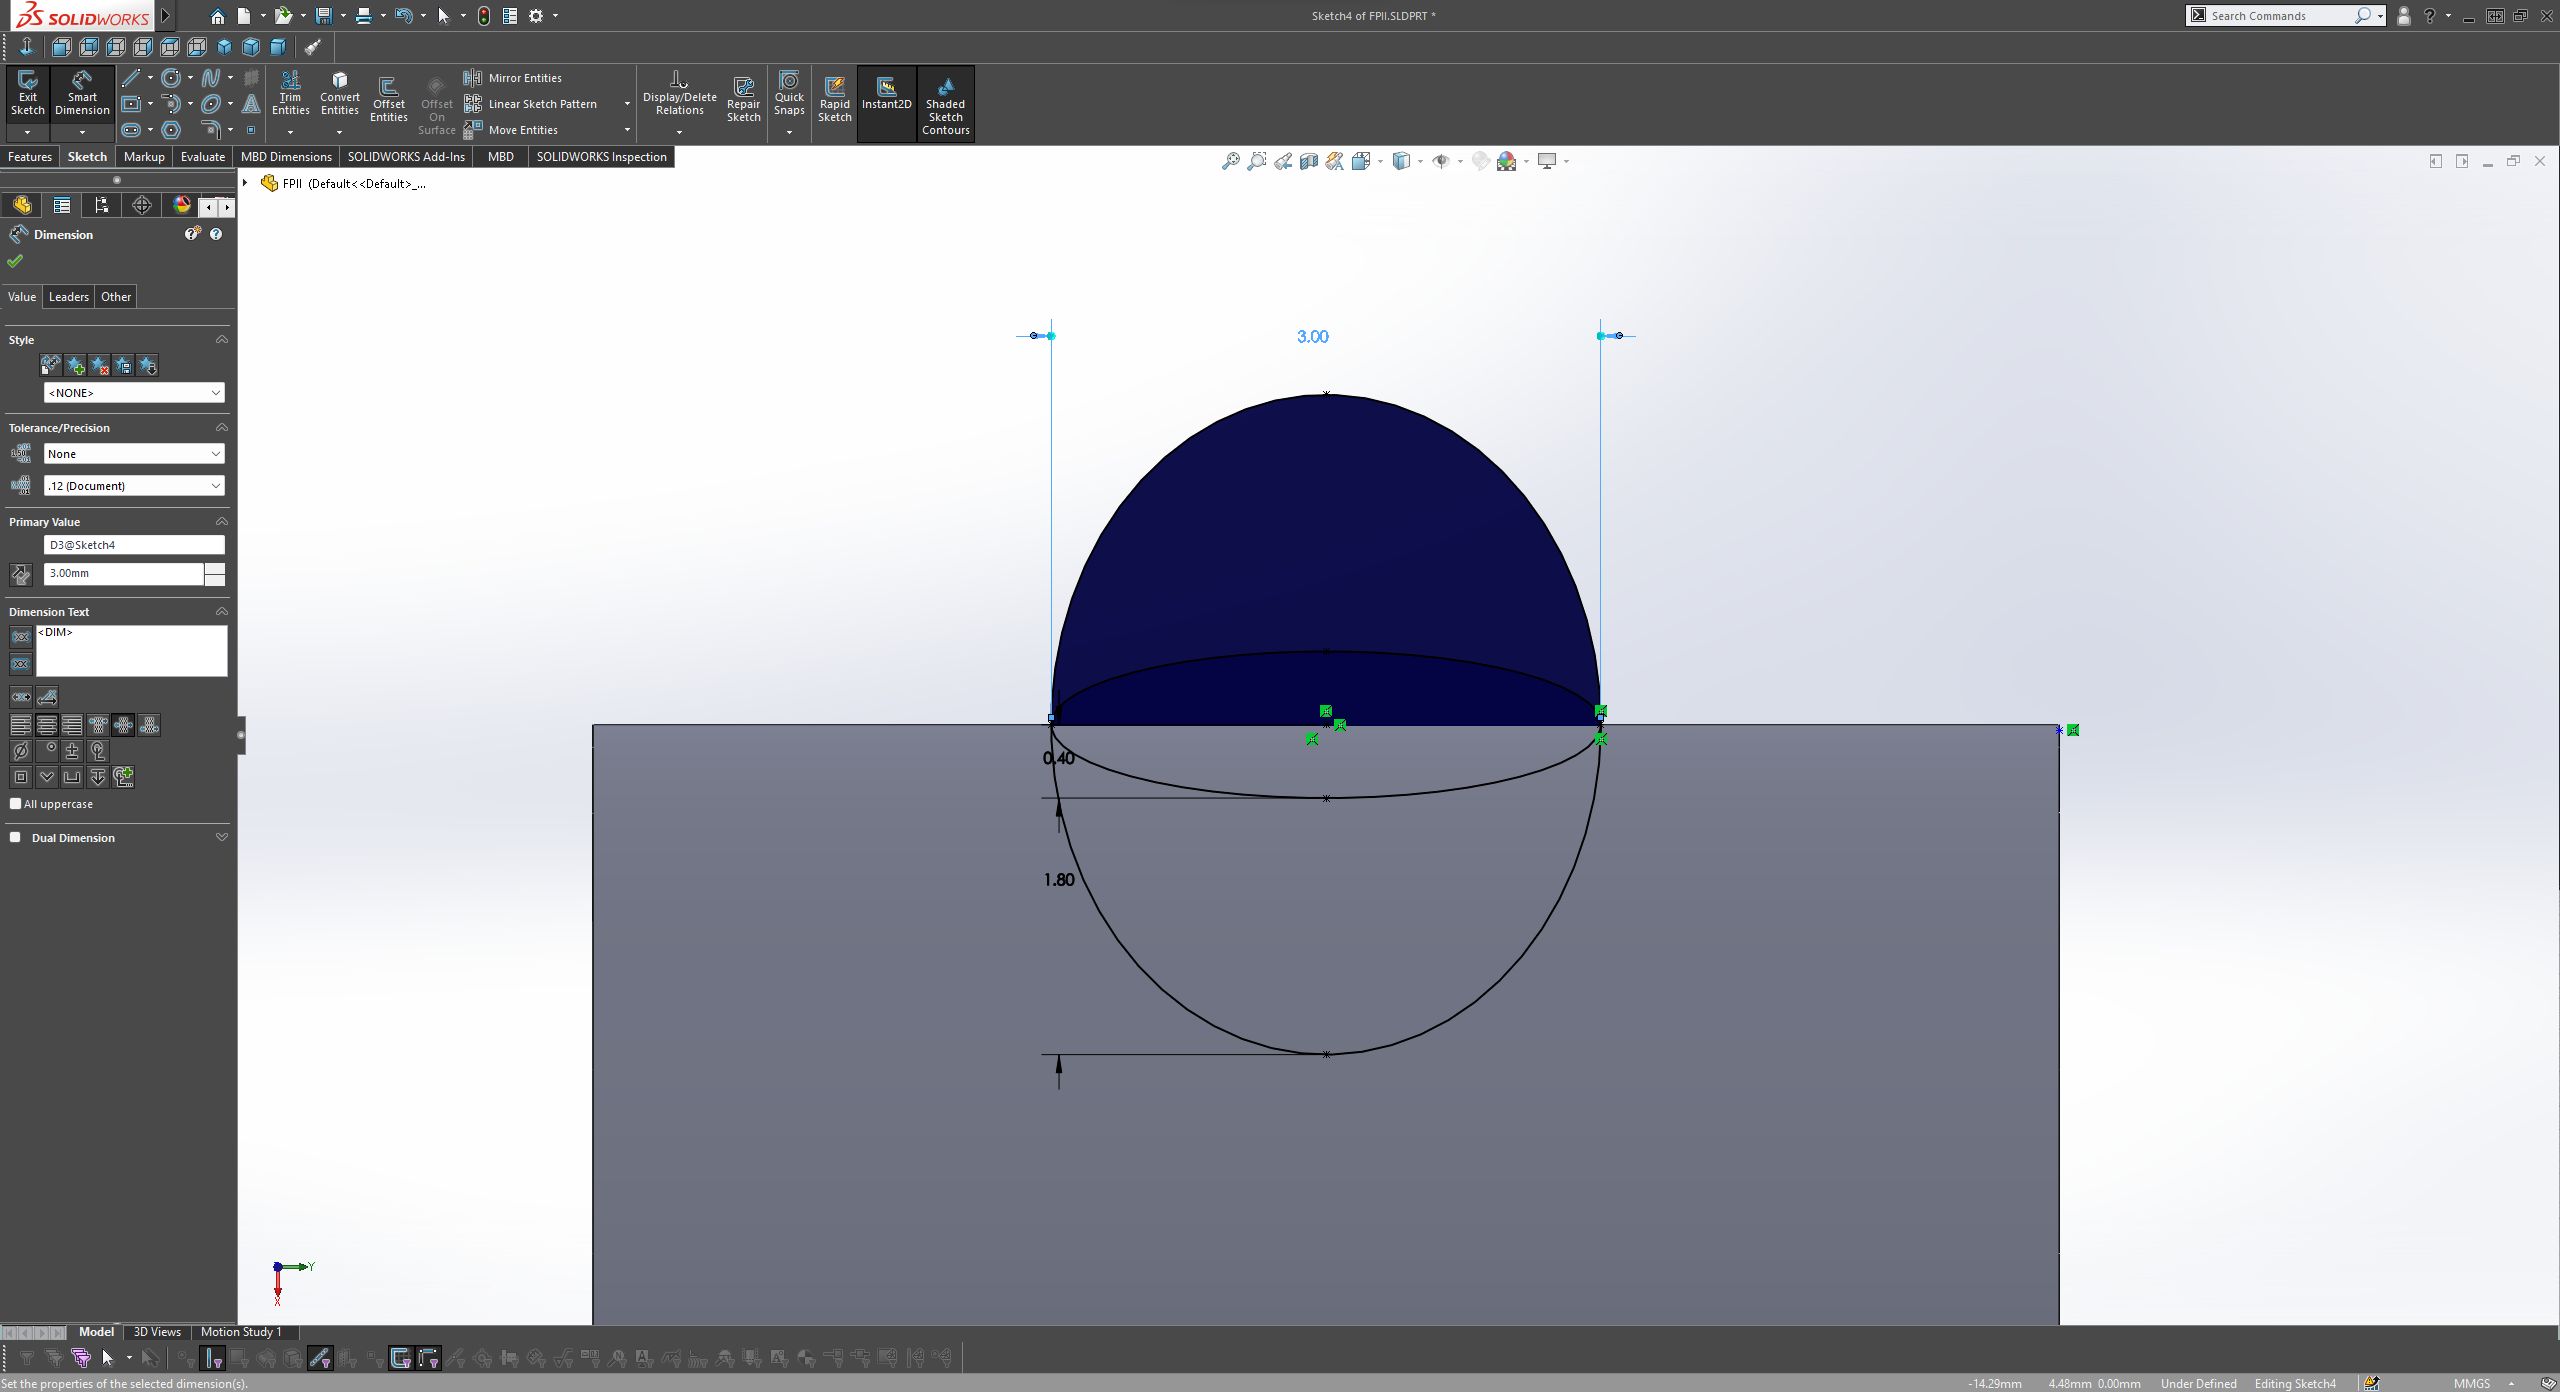 SOLIDWORKS
Sketch4 of FPII.SLDPRT *
Search Commands
Exit Sketch
Smart Dimension
Trim Entities
Convert Entities
Offset Entities
Offset On Surface
Mirror Entities
Linear Sketch Pattern
Move Entities
Display/Delete Relations
Repair Sketch
Quick Snaps
Rapid Sketch
Instant2D
Shaded Sketch Contours
Features
Sketch
Markup
Evaluate
MBD Dimensions
SOLIDWORKS Add-Ins
MBD
SOLIDWORKS Inspection
FPII (Default<<Default>_...
Dimension
Value
Leaders
Other
Style
<NONE>
Tolerance/Precision
None
.12 (Document)
Primary Value
D3@Sketch4
3.00mm
Dimension Text
<DIM>
All uppercase
Dual Dimension
3.00
0.40
1.80
Y
X
Model
3D Views
Motion Study 1
Set the properties of the selected dimension(s).
-14.29mm
4.48mm
0.00mm
Under Defined
Editing Sketch4
MMGS